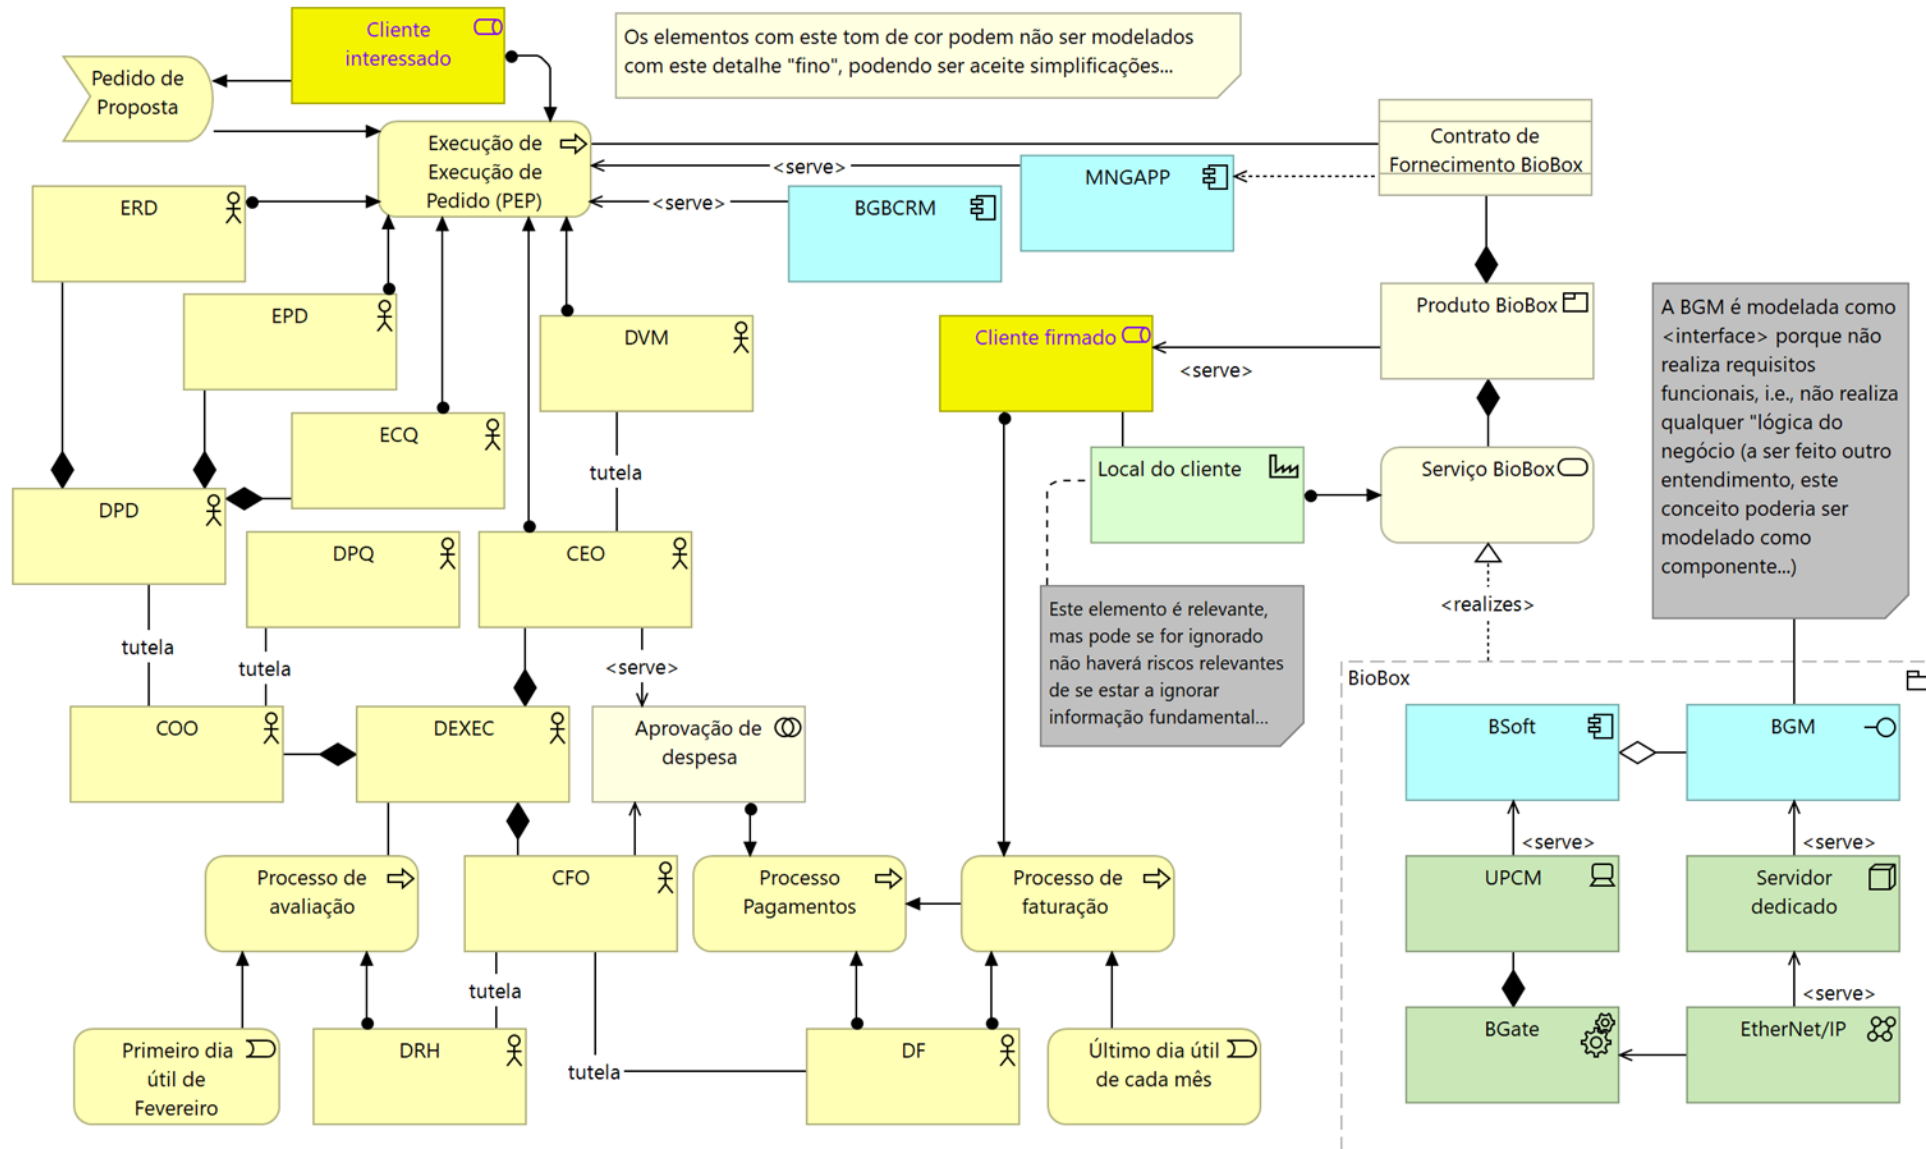 Cliente
interessado
Os elementos com este tom de cor podem não ser modelados
com este detalhe "fino", podendo ser aceite simplificações...
Pedido de
Proposta
Execução de
Execução de
Pedido (PEP)
<serve>
MNGAPP
Contrato de
Fornecimento BioBox
ERD
<serve>
BGBCRM
EPD
DVM
Cliente firmado
<serve>
Produto BioBox
A BGM é modelada como
<interface> porque não
realiza requisitos
funcionais, i.e., não realiza
qualquer "lógica do
negócio (a ser feito outro
entendimento, este
conceito poderia ser
modelado como
componente...)
ECQ
tutela
Local do cliente
Serviço BioBox
DPD
DPQ
CEO
Este elemento é relevante,
mas pode se for ignorado
não haverá riscos relevantes
de se estar a ignorar
informação fundamental...
<realizes>
tutela
tutela
<serve>
BioBox
COO
DEXEC
Aprovação de
despesa
BSoft
BGM
<serve>
<serve>
Processo de
avaliação
CFO
Processo
Pagamentos
Processo de
faturação
UPCM
Servidor
dedicado
tutela
<serve>
Primeiro dia
útil de
Fevereiro
DRH
tutela
DF
Último dia útil
de cada mês
BGate
EtherNet/IP